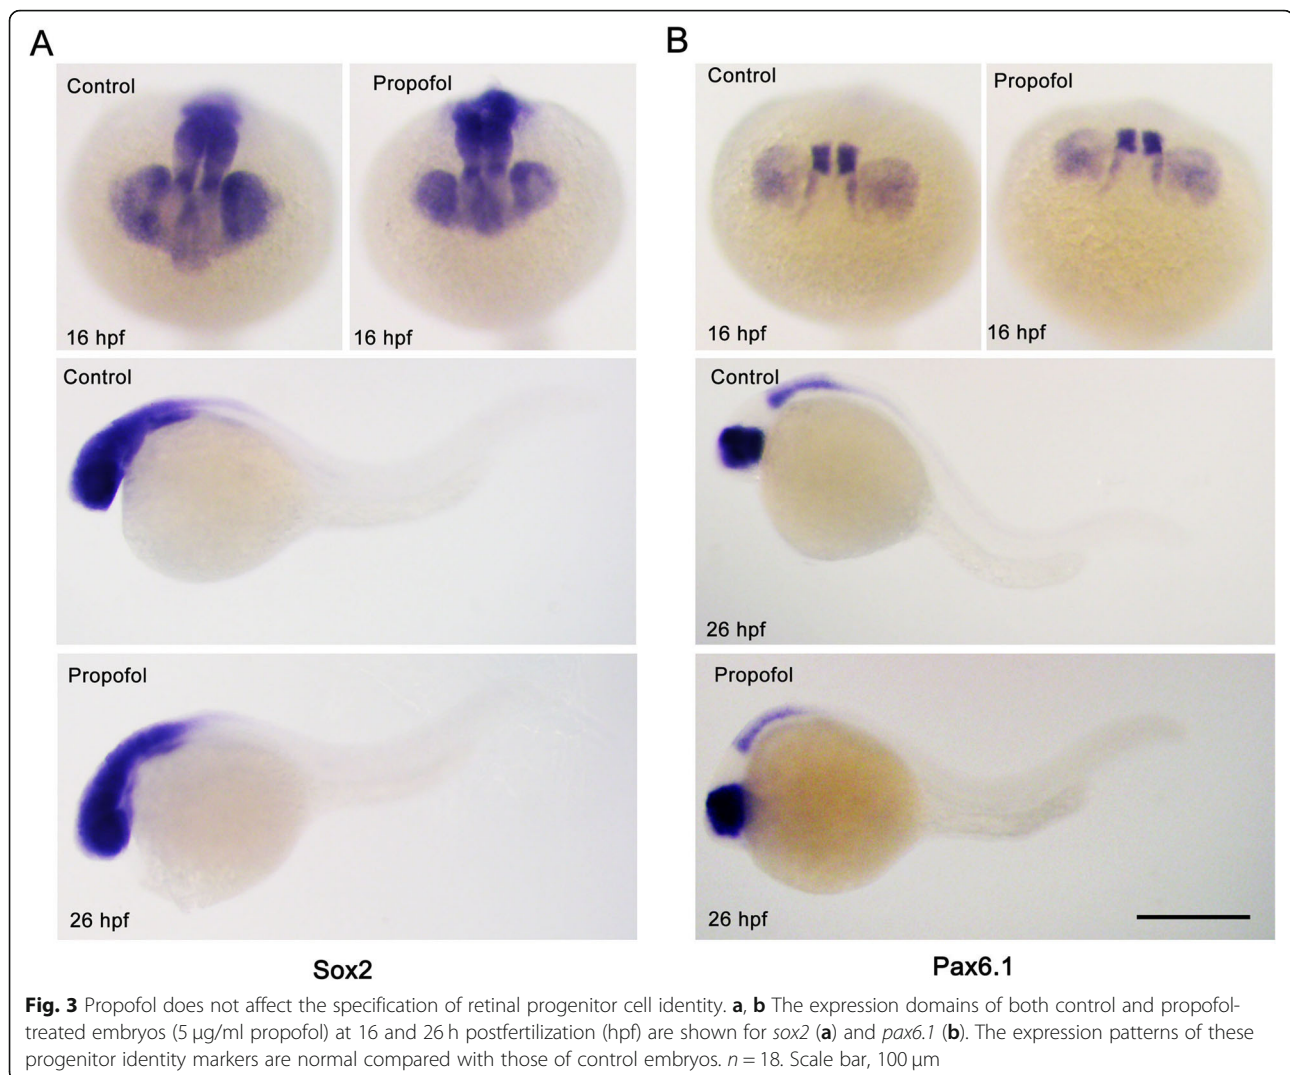 A
B
Control
Propofol
Control
Propofol
16 hpf
16 hpf
16 hpf
16 hpf
Control
Control
26 hpf
Propofol
Propofol
26 hpf
26 hpf
Sox2
Pax6.1
Fig. 3 Propofol does not affect the specification of retinal progenitor cell identity. a, b The expression domains of both control and propofol-
treated embryos (5 μg/ml propofol) at 16 and 26 h postfertilization (hpf) are shown for sox2 (a) and pax6.1 (b). The expression patterns of these
progenitor identity markers are normal compared with those of control embryos. n = 18. Scale bar, 100 μm